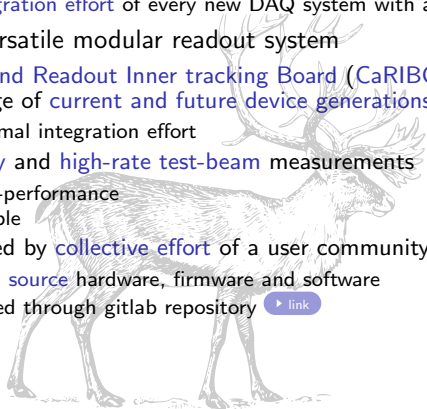 gration effort of every new DAQ system with a
rsatile modular readout system
nd Readout Inner tracking Board (CaRIBO
ge of current and future device generations
mal integration effort
y and high-rate test-beam measurements
-performance
ble
ed by collective effort of a user community
source hardware, firmware and software
ed through gitlab repository link